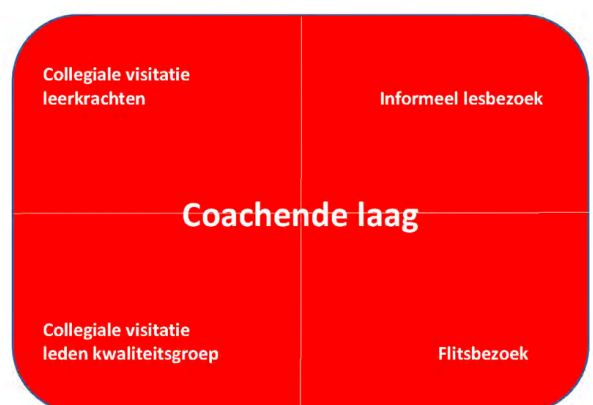 Collegiale visitatie
leerkrachten
Informeel lesbezoek
Coachende laag
Collegiale visitatie
leden kwaliteitsgroep
Flitsbezoek